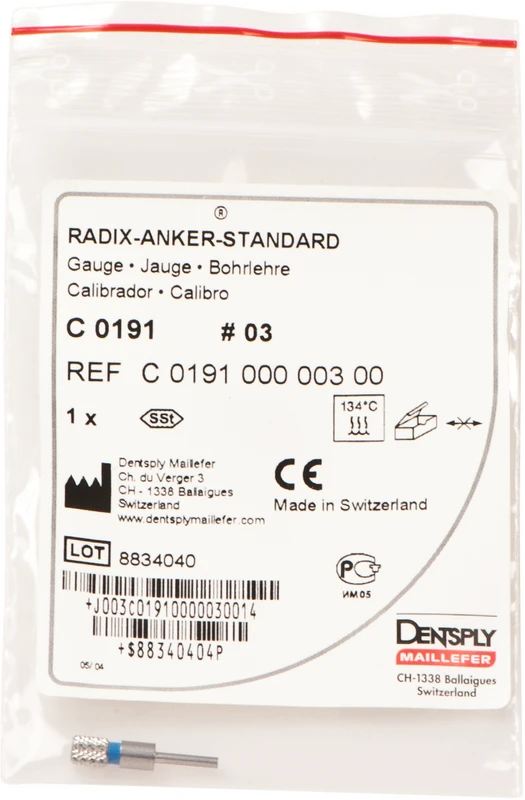 ®
RADIX-ANKER-STANDARD
Gauge • Jauge • Bohrlehre
Calibrador • Calibro
C 0191 # 03
REF C 0191 000 003 00
1 x SSt 134°C
Dentsply Maillefer
Ch. du Verger 3
CH - 1338 Ballaigues
Switzerland
www.dentsplymaillefer.com
CE
Made in Switzerland
LOT 8834040
РСТ
ИМ05
+J003C01910000030014
+$88340404P
05/ 04
DENTSPLY
MAILLEFER
CH-1338 Ballaigues
Switzerland